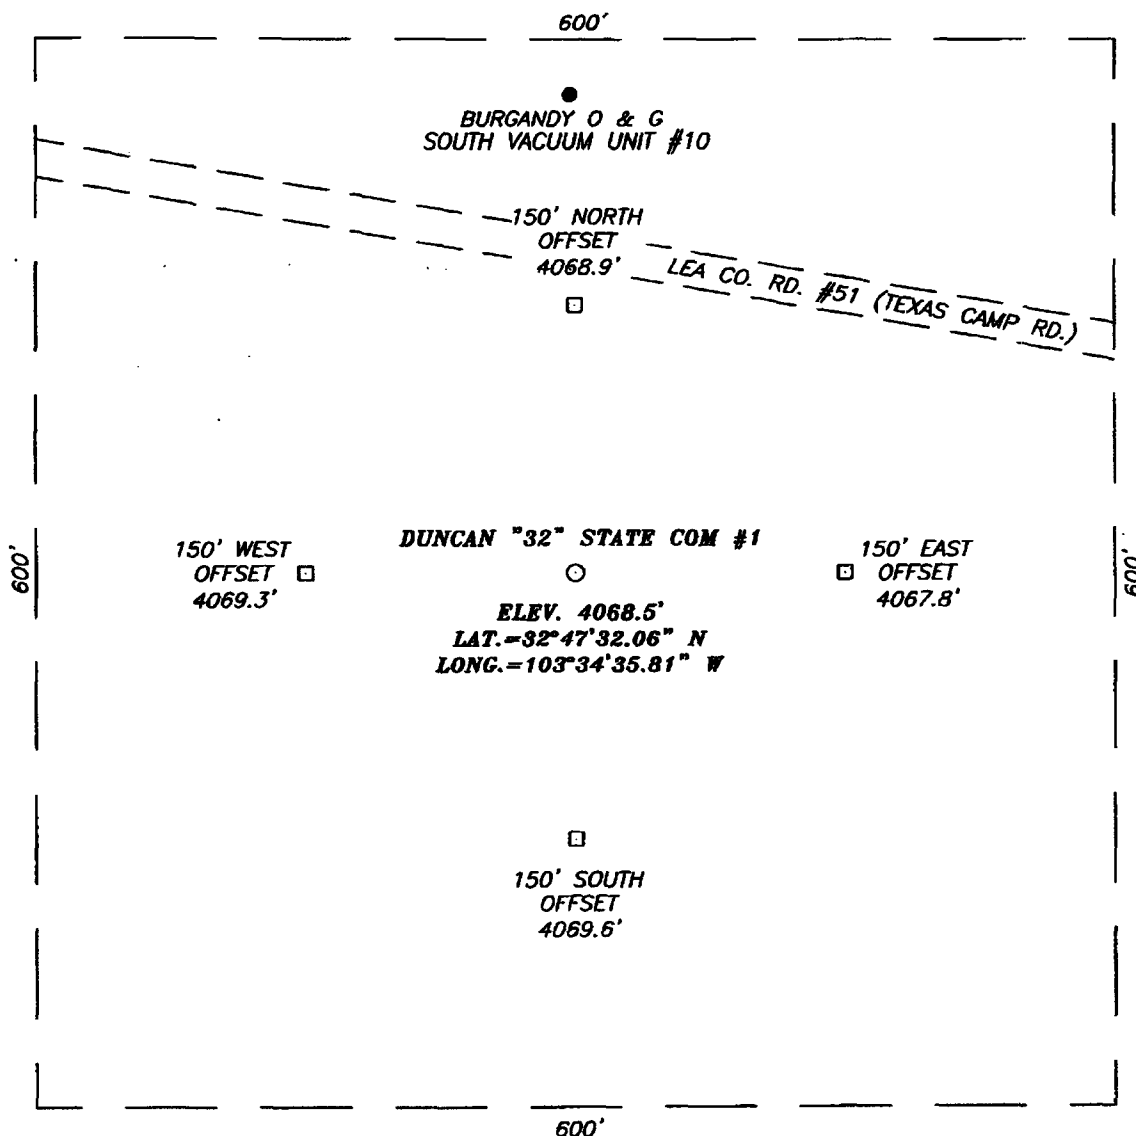 600'
BURGANDY O & G
SOUTH VACUUM UNIT #10
150' NORTH
OFFSET
4068.9'
LEA CO. RD. #51 (TEXAS CAMP RD.)
600'
150' WEST
OFFSET
4069.3'
DUNCAN "32" STATE COM #1
ELEV. 4068.5'
LAT.=32°47'32.06" N
LONG.=103°34'35.81" W
150' EAST
OFFSET
4067.8'
600'
150' SOUTH
OFFSET
4069.6'
600'